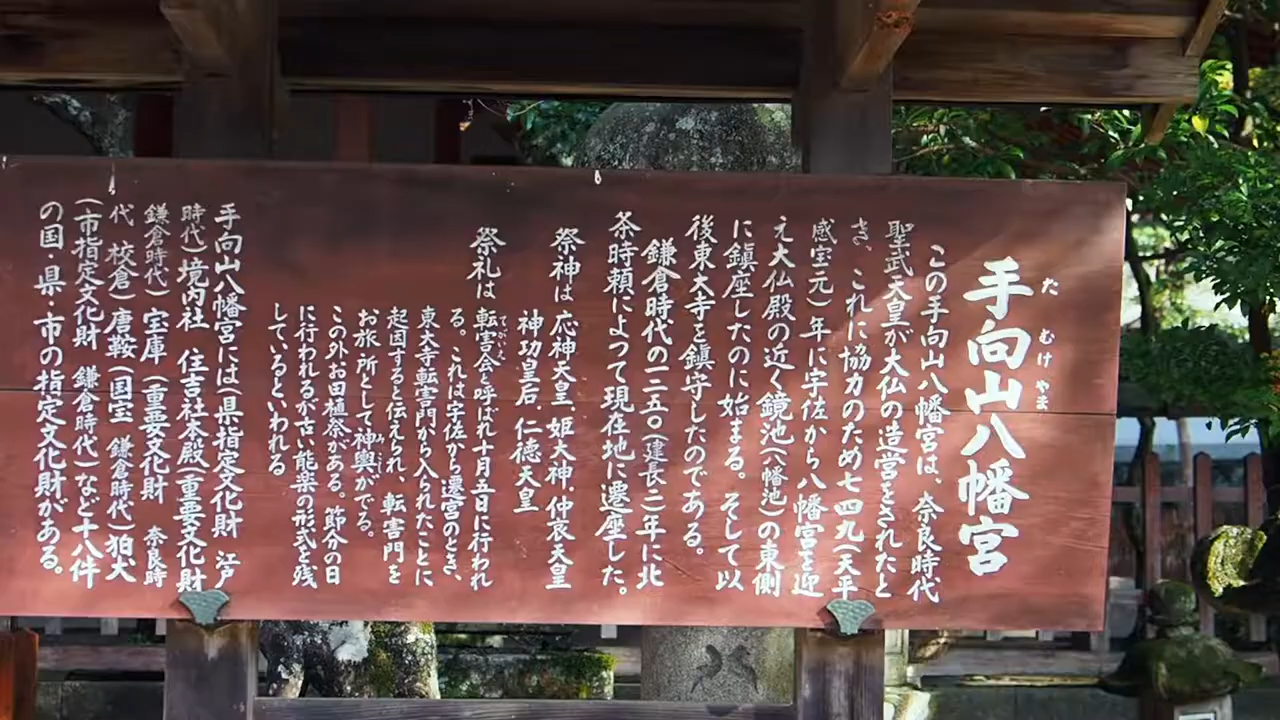 手向山八幡宮
た むけ やま
この手向山八幡宮は、奈良時代
聖武天皇が大仏の造営をされたと
き、これに協力のため七四九(天平
感宝元)年に宇佐から八幡宮を迎
え大仏殿の近く鏡池(八幡池)の東側
に鎮座したのに始まる。そして以
後東大寺を鎮守したのである。
鎌倉時代の一二五〇(建長二)年に北
条時頼によつて現在地に遷座した。
祭神は 応神天皇 姫大神、仲哀天皇
神功皇后、仁徳天皇
祭礼は 転害会と呼ばれ十月五日に行われ
てがいえ
る。これは宇佐から遷宮のとき、
東大寺転害門から入られたことに
起因すると伝えられ、転害門を
お旅所として神輿がでる。
この外お田植祭がある。節分の日
に行われるが古い能楽の形式を残
しているといわれる
手向山八幡宮には(県指定文化財 江戸
時代)境内社 住吉社本殿(重要文化財
鎌倉時代)宝庫(重要文化財 奈良時
代 校倉)唐鞍(国宝 鎌倉時代)狛犬
(市指定文化財 鎌倉時代)など十八件
の国・県・市の指定文化財がある。